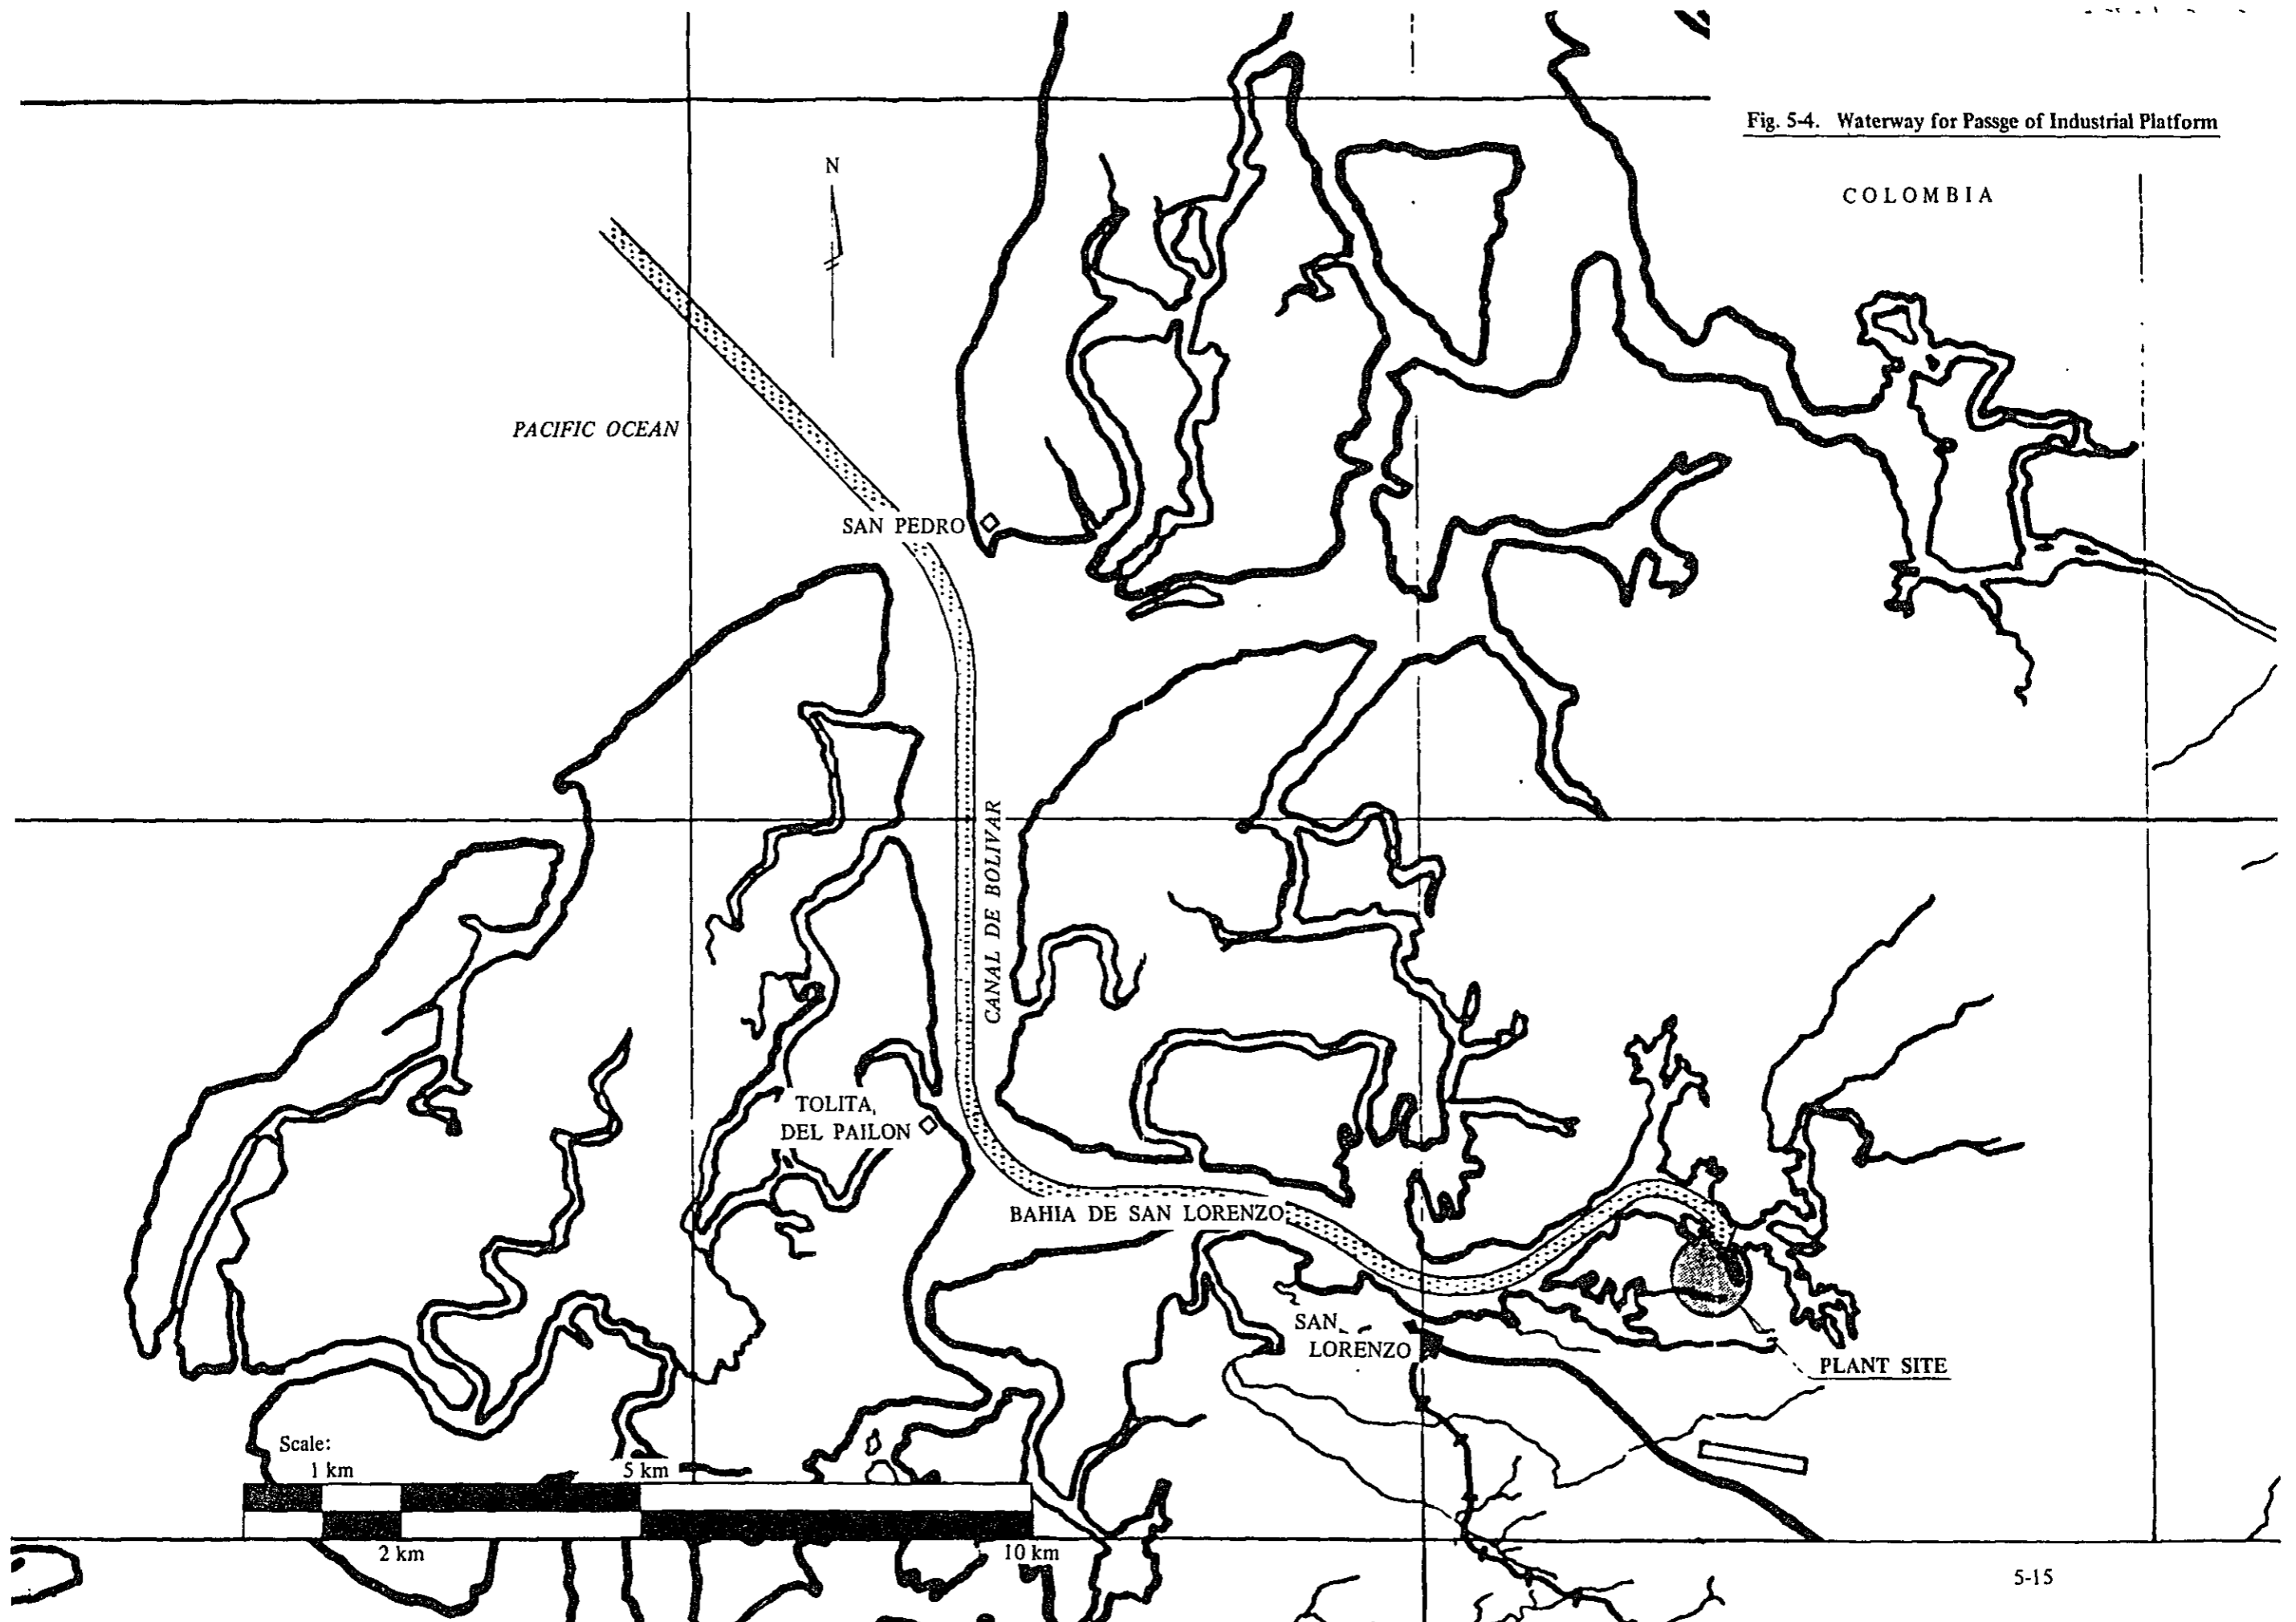 Fig. 5-4. Waterway for Passge of Industrial Platform
COLOMBIA
N
PACIFIC OCEAN
SAN PEDRO
CANAL DE BOLIVAR
TOLITA
DEL PAILON
BAHIA DE SAN LORENZO
SAN
LORENZO
PLANT SITE
Scale:
1 km
5 km
2 km
10 km
5-15